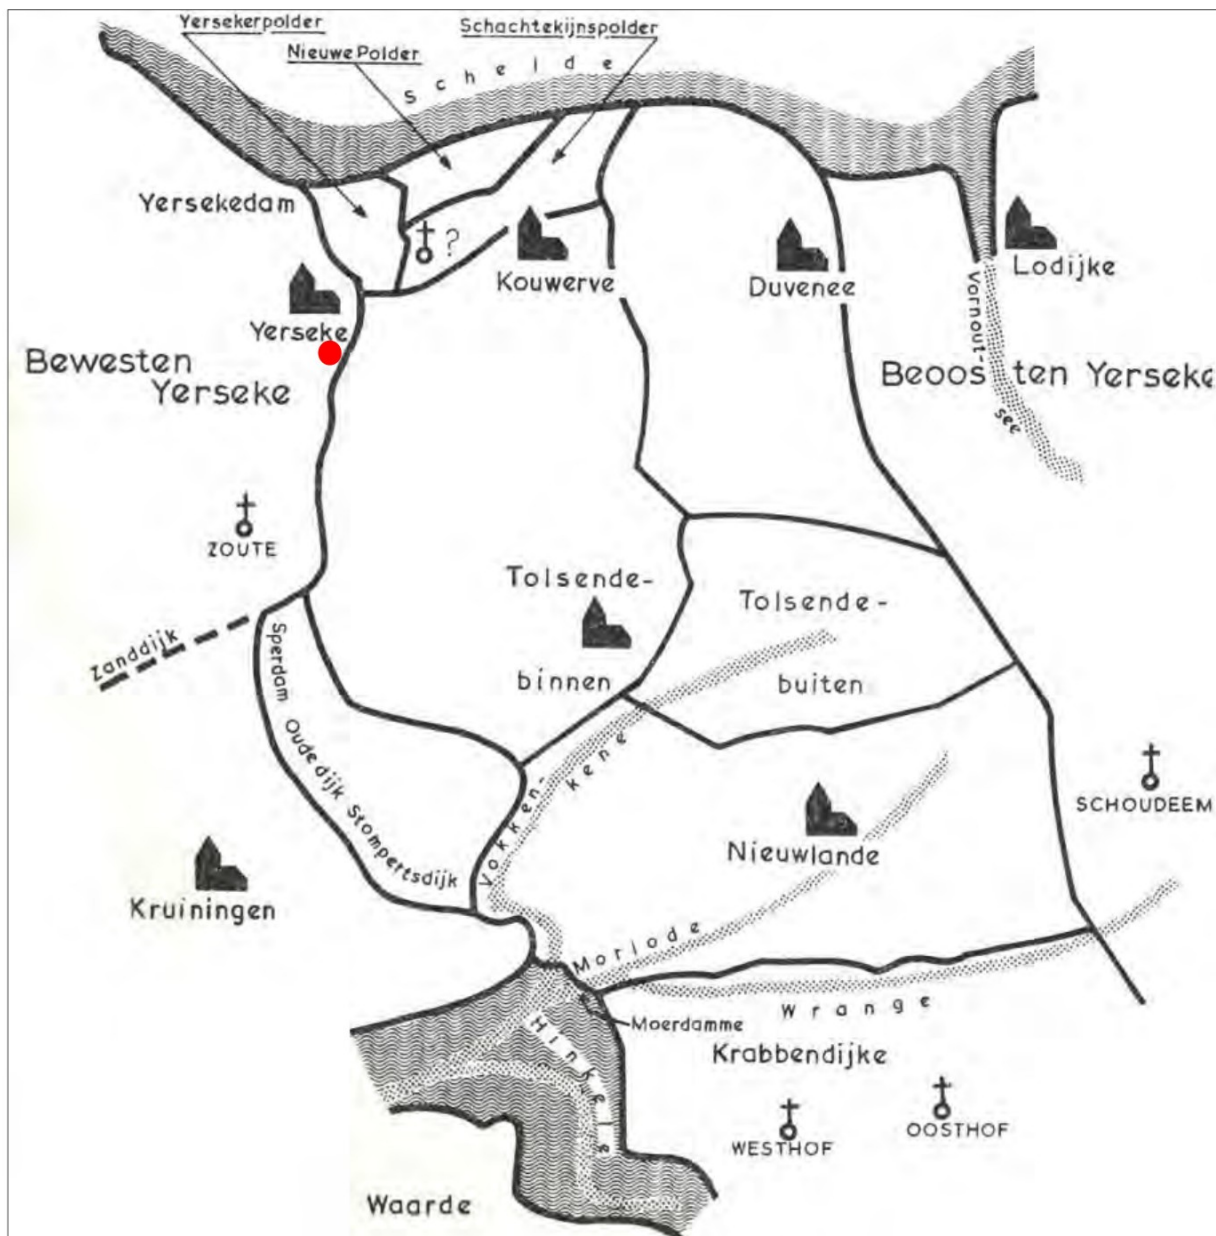 Yersekerpolder
Schachtekijnspolder
Nieuwe Polder
Schelde
Yersekedam
?
Kouwerve
Duvenee
Lodijke
Vornout-
see
Yerseke
Bewesten
Yerseke
Beoosten Yerseke
ZOUTE
Zanddijk
Sperdam Oudedijk Stompertsdijk
Tolsende-
binnen
Tolsende-
buiten
Vokken-
kene
SCHOUDEEM
Nieuwlande
Kruiningen
Morlode
Wrange
Moerdamme
Hinkele
Krabbendijke
WESTHOF
OOSTHOF
Waarde